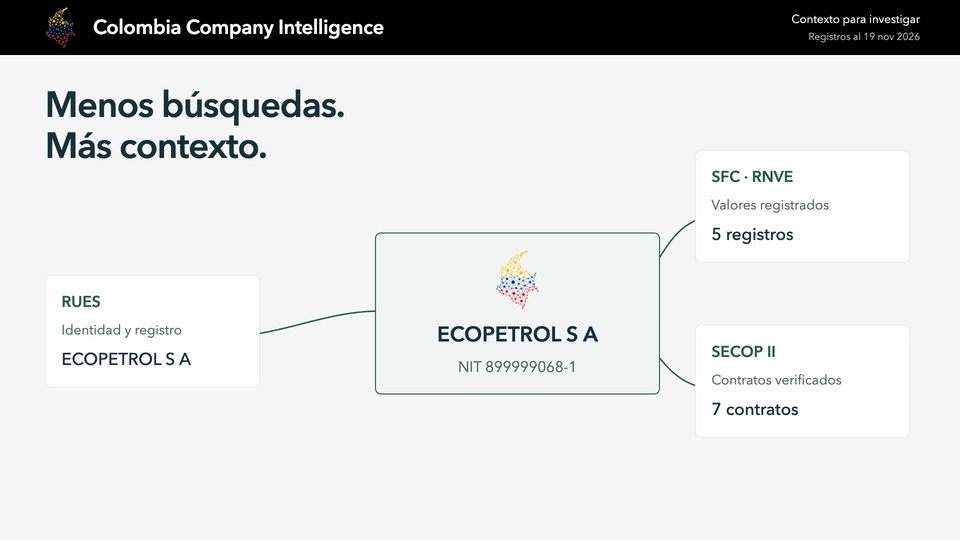 Colombia Company Intelligence
Contexto para investigar
Registros al 19 nov 2026
Menos búsquedas.
Más contexto.
RUES
Identidad y registro
ECOPETROL S A
ECOPETROL S A
NIT 899999068-1
SFC · RNVE
Valores registrados
5 registros
SECOP II
Contratos verificados
7 contratos